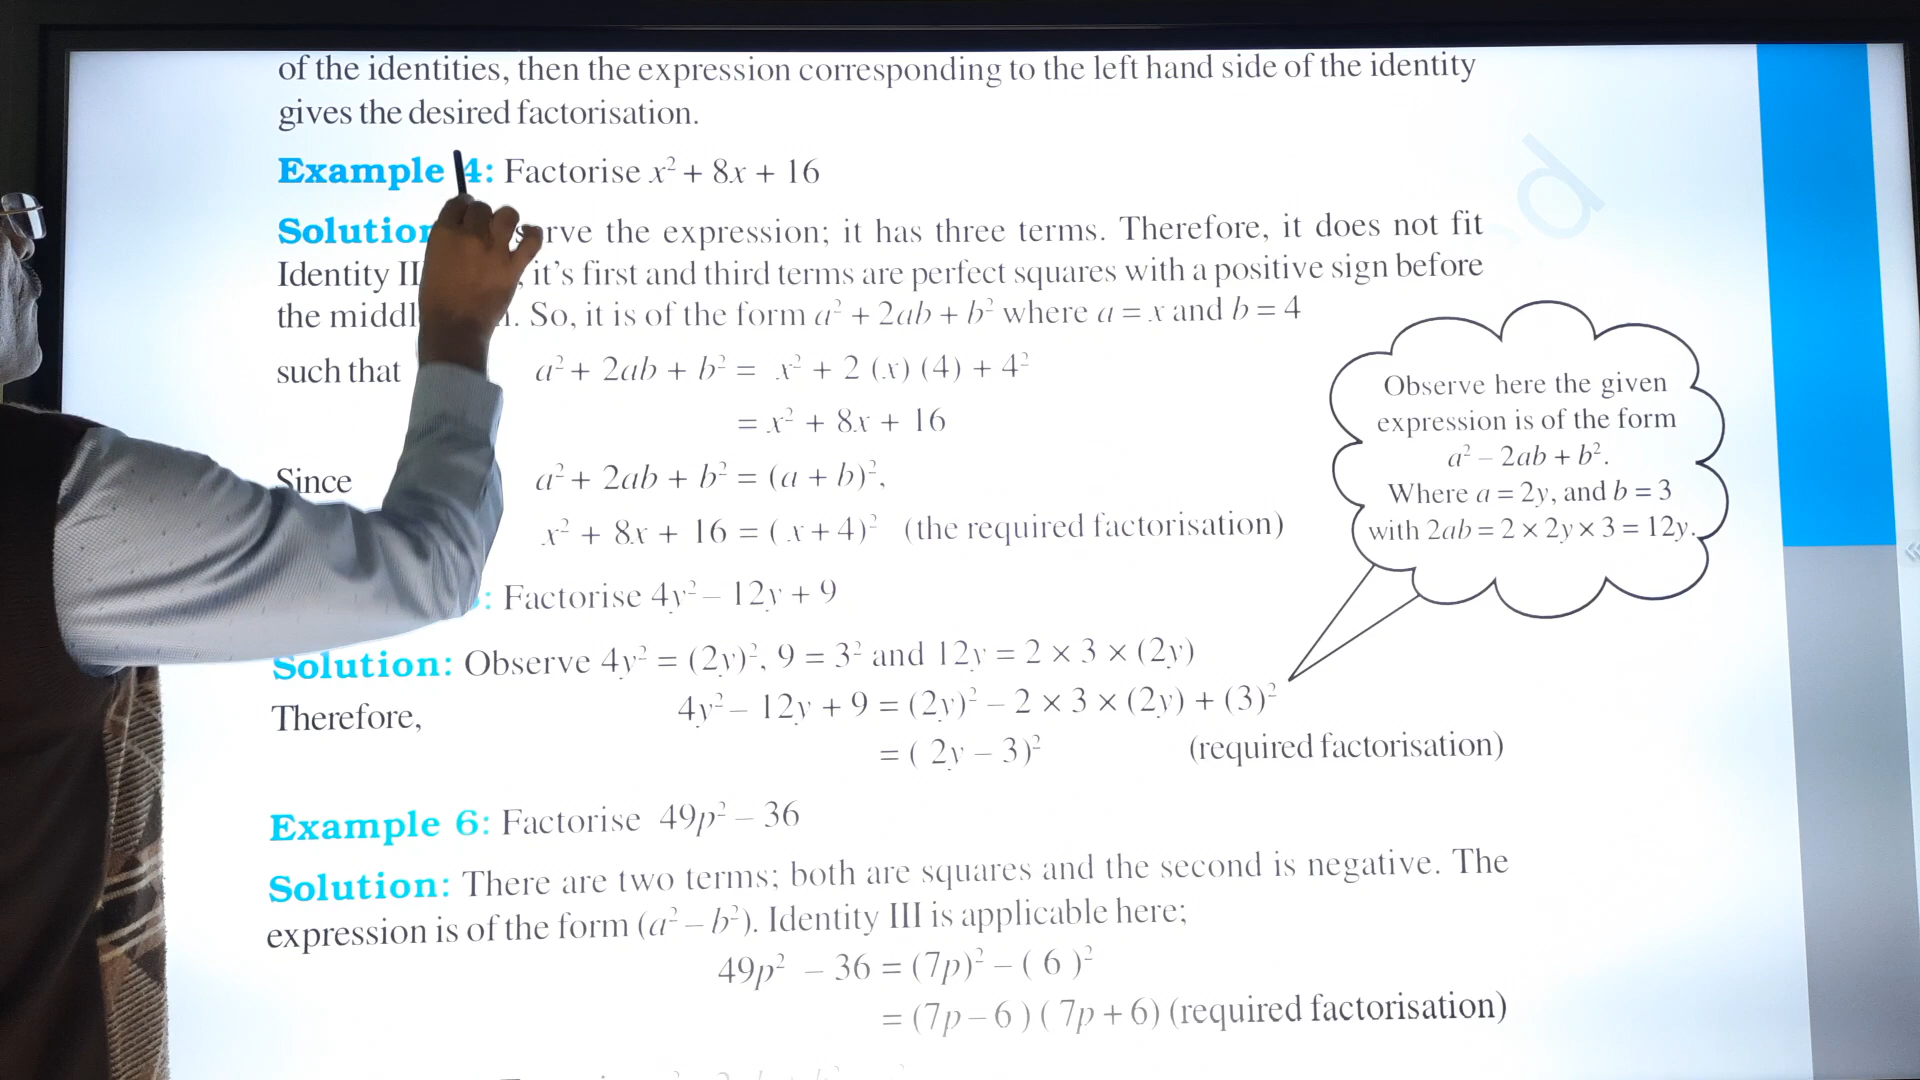 of the identities, then the expression corresponding to the left hand side of the identity
gives the desired factorisation.
Example 4: Factorise x² + 8x + 16
Solution rve the expression; it has three terms. Therefore, it does not fit
Identity II it's first and third terms are perfect squares with a positive sign before
the middl . So, it is of the form a² + 2ab + b² where a = x and b = 4
such that a² + 2ab + b² = x² + 2 (x) (4) + 4²
= x² + 8x + 16
Since a² + 2ab + b² = (a + b)²,
x² + 8x + 16 = (x + 4)² (the required factorisation)
: Factorise 4y² – 12y + 9
Solution: Observe 4y² = (2y)², 9 = 3² and 12y = 2 × 3 × (2y)
Therefore, 4y² – 12y + 9 = (2y)² – 2 × 3 × (2y) + (3)²
= ( 2y – 3)² (required factorisation)
Observe here the given
expression is of the form
a² – 2ab + b².
Where a = 2y, and b = 3
with 2ab = 2 × 2y × 3 = 12y.
Example 6: Factorise 49p² – 36
Solution: There are two terms; both are squares and the second is negative. The
expression is of the form (a² – b²). Identity III is applicable here;
49p² – 36 = (7p)² – ( 6 )²
= (7p – 6 ) ( 7p + 6) (required factorisation)